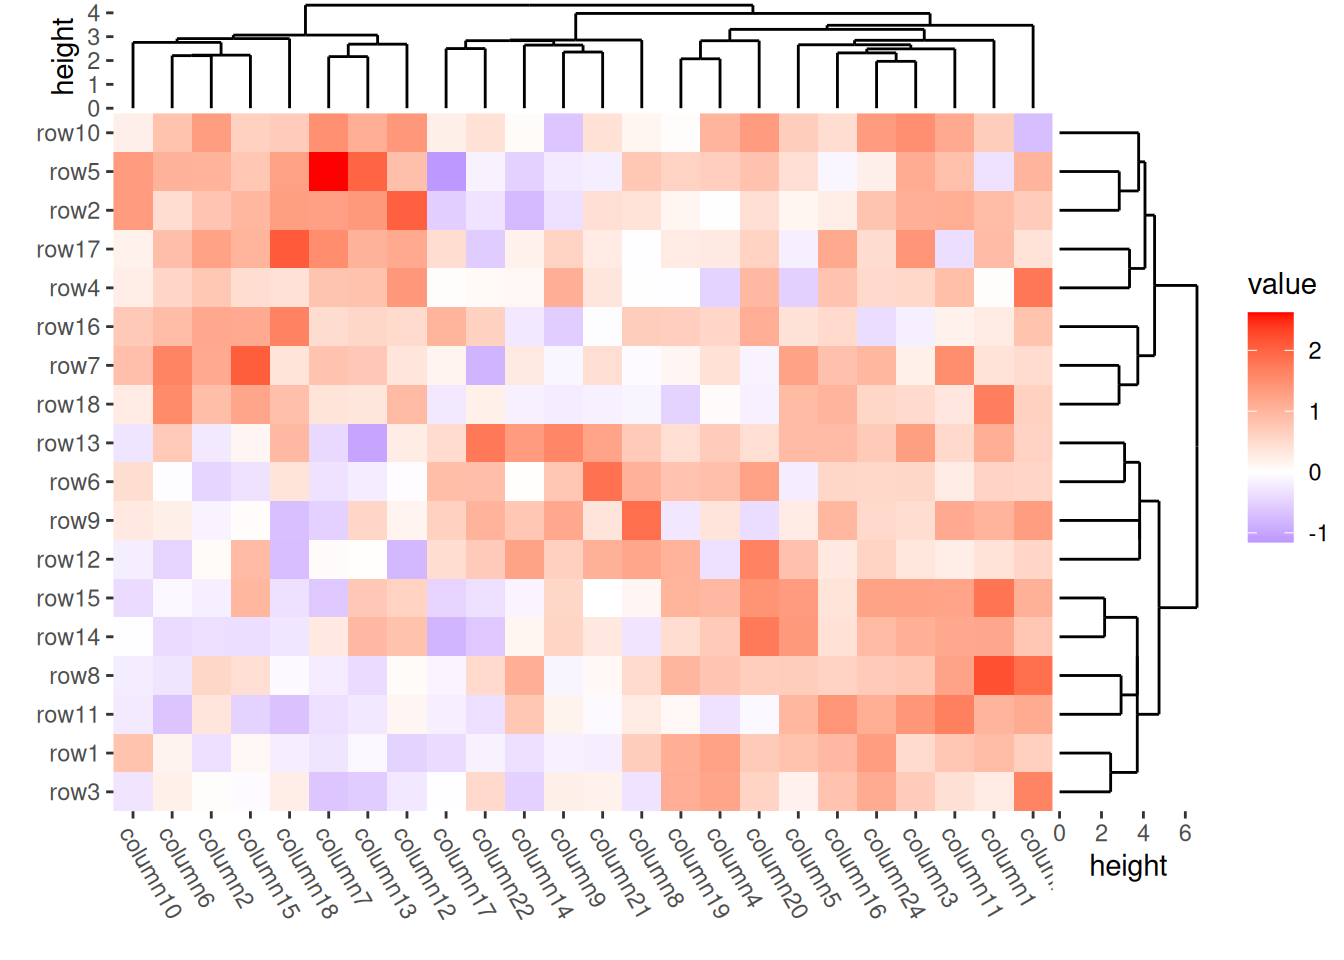 height
4
3
2
1
0
row10
row5
row2
row17
row4
row16
row7
row18
row13
row6
row9
row12
row15
row14
row8
row11
row1
row3
column10
column6
column2
column15
column18
column7
column13
column12
column17
column22
column14
column9
column21
column8
column19
column4
column20
column5
column16
column24
column3
column11
column1
0 2 4 6
height
value
2
1
0
-1